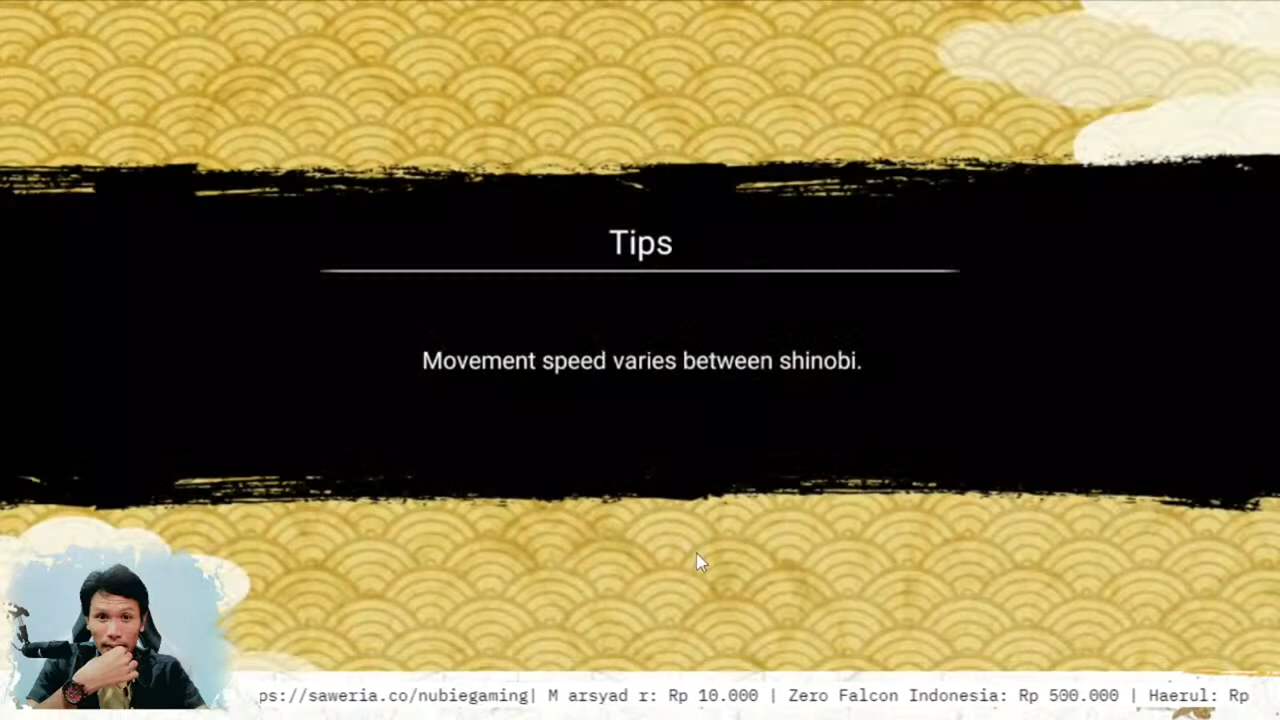 Tips
Movement speed varies between shinobi.
ps://saweria.co/nubiegaming| M arsyad r: Rp 10.000 | Zero Falcon Indonesia: Rp 500.000 | Haerul: Rp